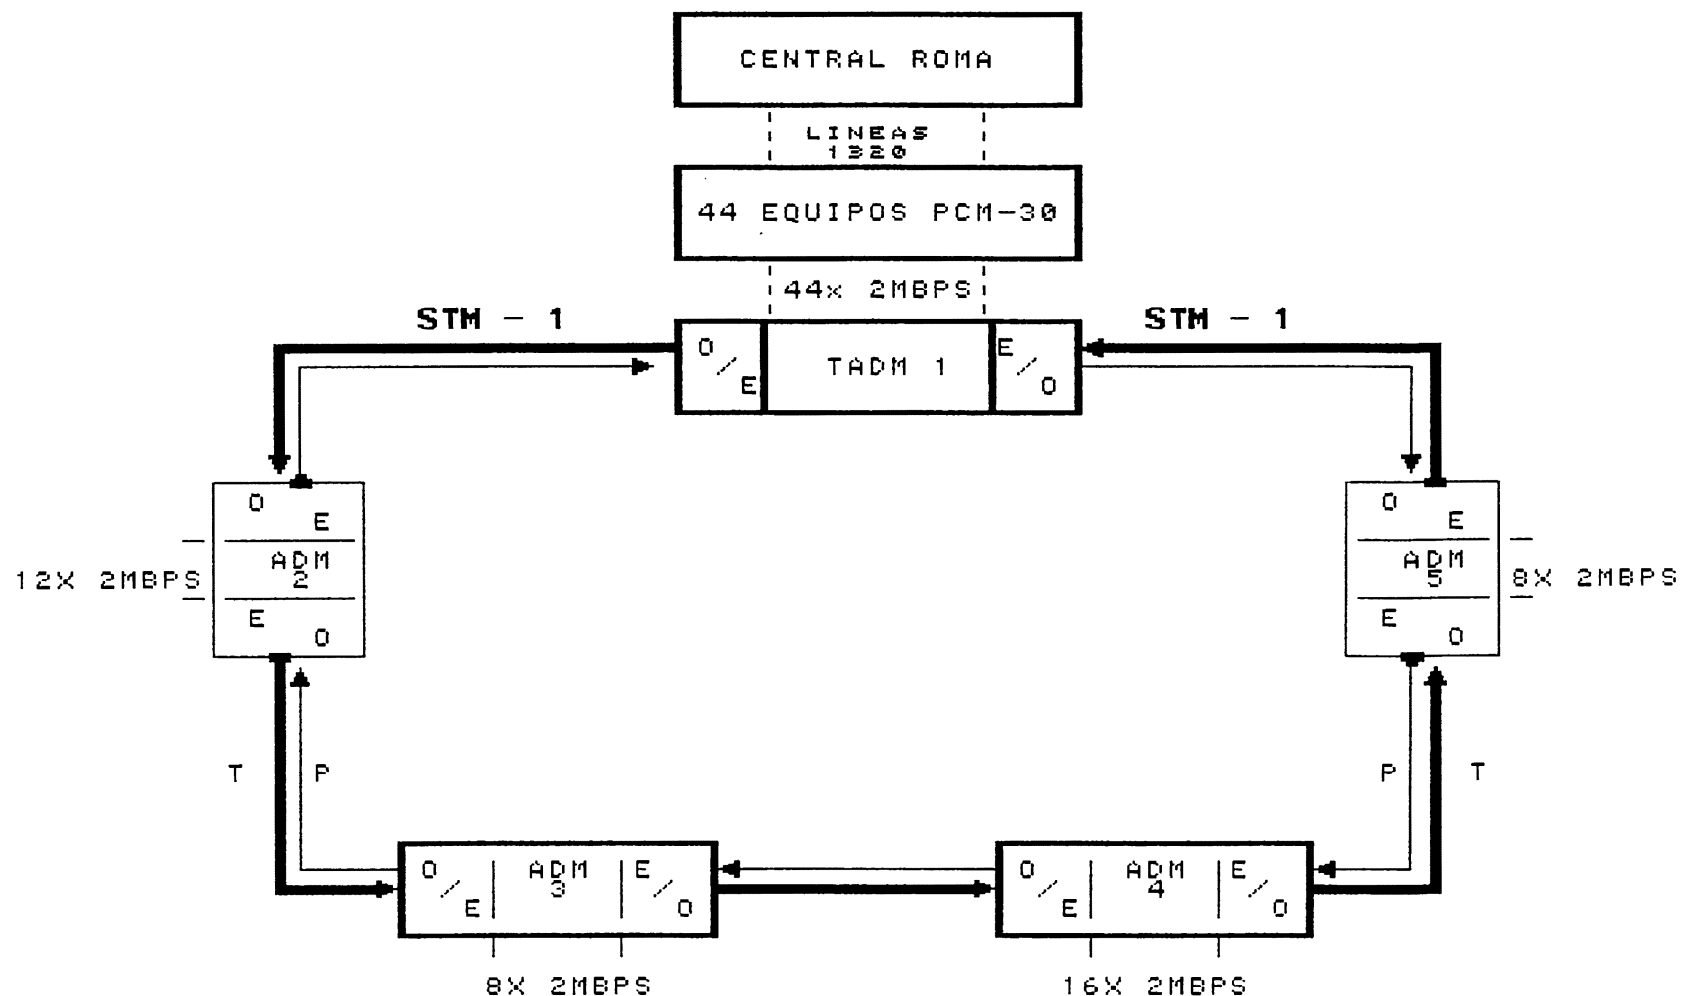 CENTRAL ROMA
LINEAS
1320
44 EQUIPOS PCM-30
44x 2MBPS
STM - 1
STM - 1
O / E
TADM 1
E / O
O
E
ADM
2
E
O
12X 2MBPS
O
E
ADM
5
E
O
8X 2MBPS
T
P
P
T
O / E
ADM
3
E / O
O / E
ADM
4
E / O
8X 2MBPS
16X 2MBPS